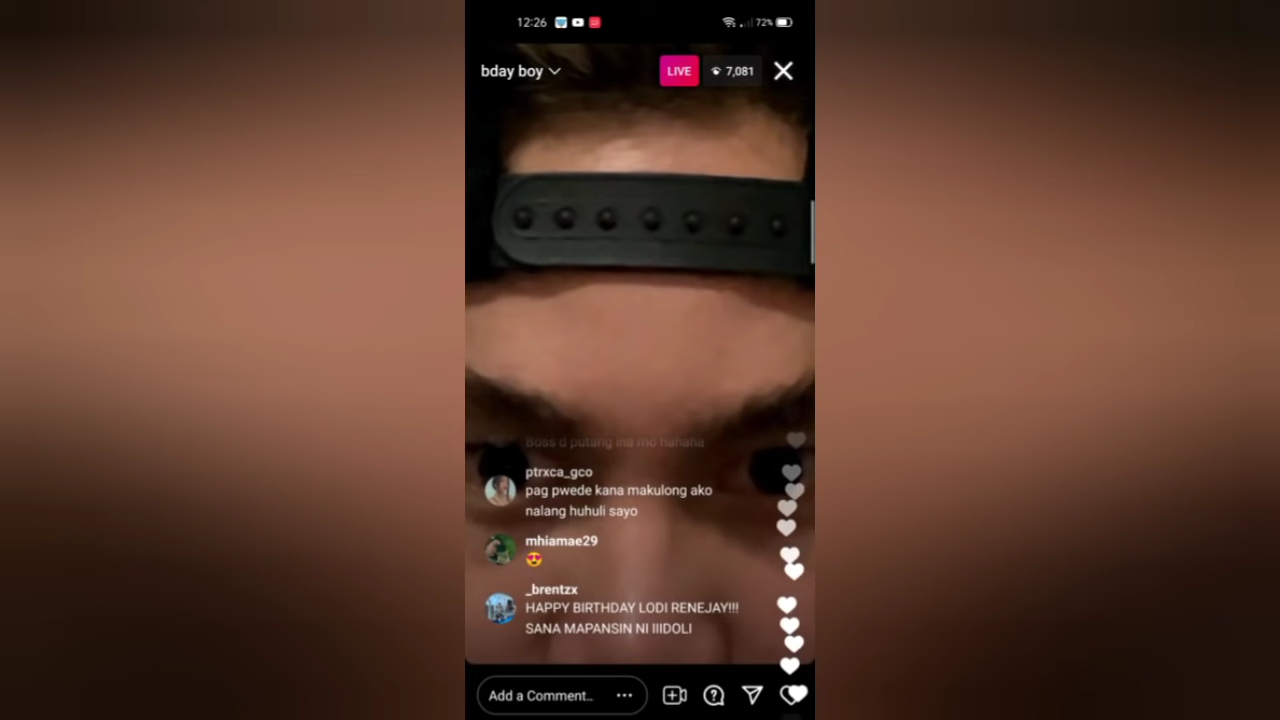 12:26
72%
bday boy
LIVE
7,081
Boss d putang ina mo hahaha
ptrxca_gco
pag pwede kana makulong ako
nalang huhuli sayo
mhiamae29
_brentzx
HAPPY BIRTHDAY LODI RENEJAY!!!
SANA MAPANSIN NI IIIDOLI
Add a Comment..